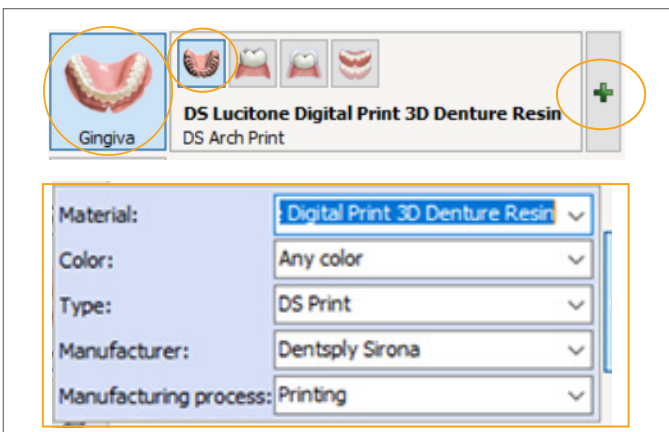 DS Lucitone Digital Print 3D Denture Resin
Gingiva DS Arch Print
Material: Digital Print 3D Denture Resin
Color: Any color
Type: DS Print
Manufacturer: Dentsply Sirona
Manufacturing process: Printing